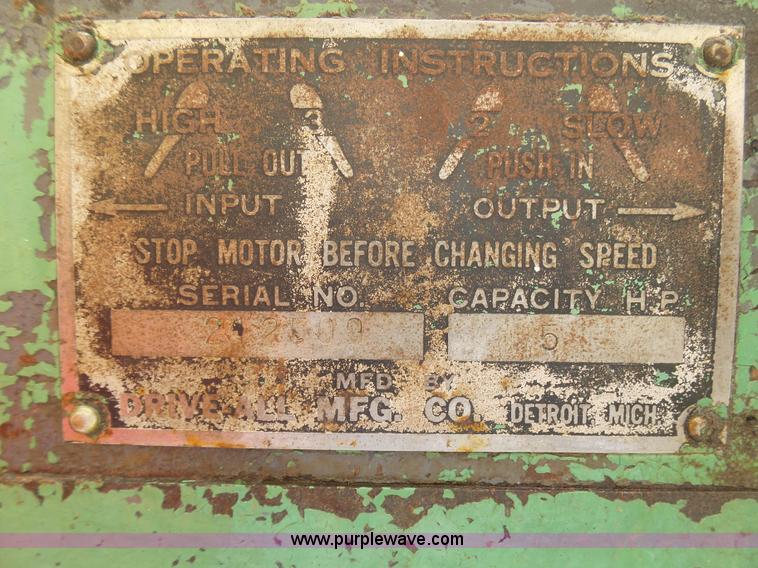 OPERATING INSTRUCTIONS
HIGH 3 2 SLOW
PULL OUT PUSH IN
INPUT OUTPUT
STOP MOTOR BEFORE CHANGING SPEED
SERIAL NO. CAPACITY H.P.
5
MFD. BY
DRIVE-ALL MFG. CO. DETROIT MICH.
www.purplewave.com